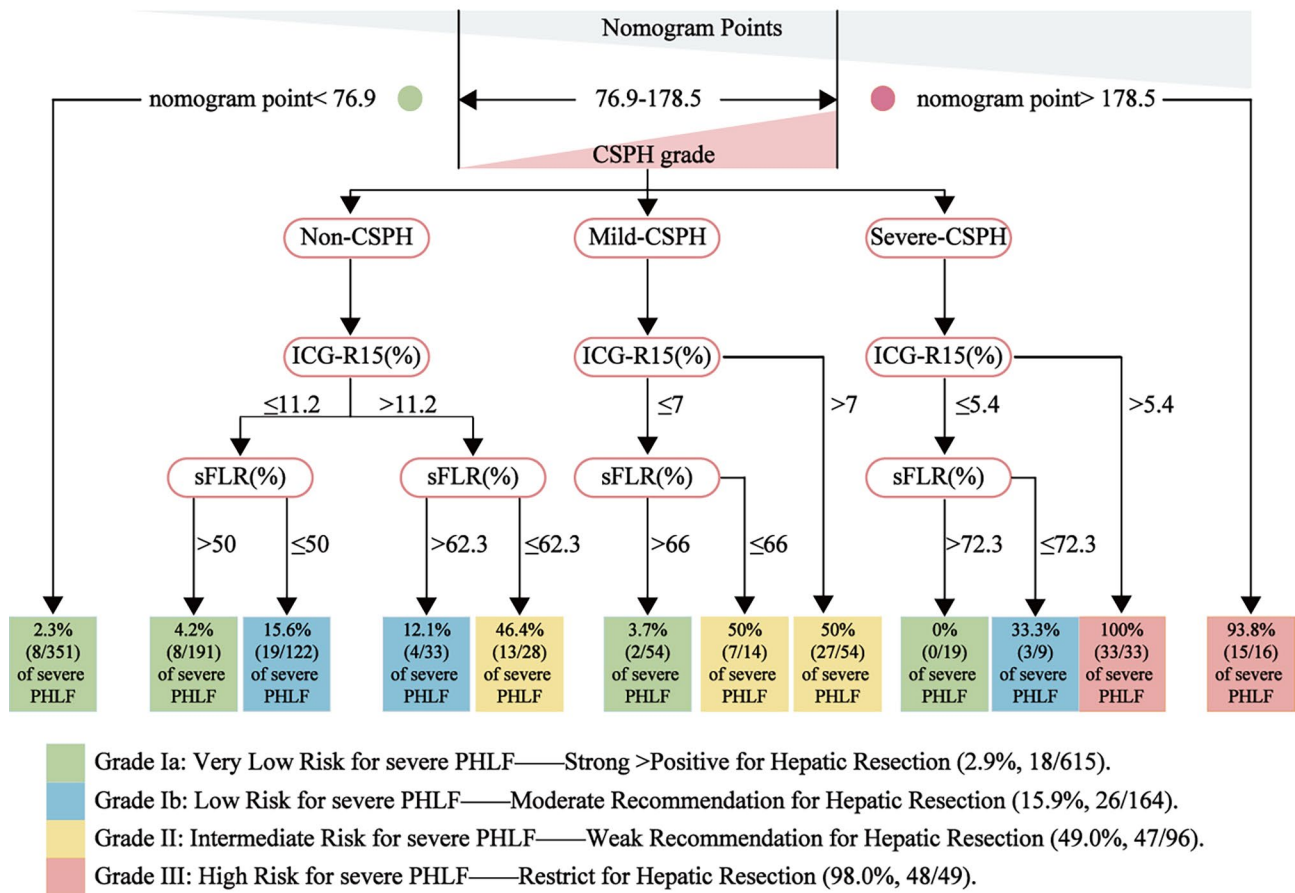 Nomogram Points
nomogram point< 76.9
76.9-178.5
nomogram point> 178.5
CSPH grade
Non-CSPH
Mild-CSPH
Severe-CSPH
ICG-R15(%)
ICG-R15(%)
ICG-R15(%)
≤11.2
>11.2
≤7
>7
≤5.4
>5.4
sFLR(%)
sFLR(%)
sFLR(%)
sFLR(%)
>50
≤50
>62.3
≤62.3
>66
≤66
>72.3
≤72.3
2.3%
(8/351)
of severe
PHLF
4.2%
(8/191)
of severe
PHLF
15.6%
(19/122)
of severe
PHLF
12.1%
(4/33)
of severe
PHLF
46.4%
(13/28)
of severe
PHLF
3.7%
(2/54)
of severe
PHLF
50%
(7/14)
of severe
PHLF
50%
(27/54)
of severe
PHLF
0%
(0/19)
of severe
PHLF
33.3%
(3/9)
of severe
PHLF
100%
(33/33)
of severe
PHLF
93.8%
(15/16)
of severe
PHLF
Grade Ia: Very Low Risk for severe PHLF——Strong >Positive for Hepatic Resection (2.9%, 18/615).
Grade Ib: Low Risk for severe PHLF——Moderate Recommendation for Hepatic Resection (15.9%, 26/164).
Grade II: Intermediate Risk for severe PHLF——Weak Recommendation for Hepatic Resection (49.0%, 47/96).
Grade III: High Risk for severe PHLF——Restrict for Hepatic Resection (98.0%, 48/49).